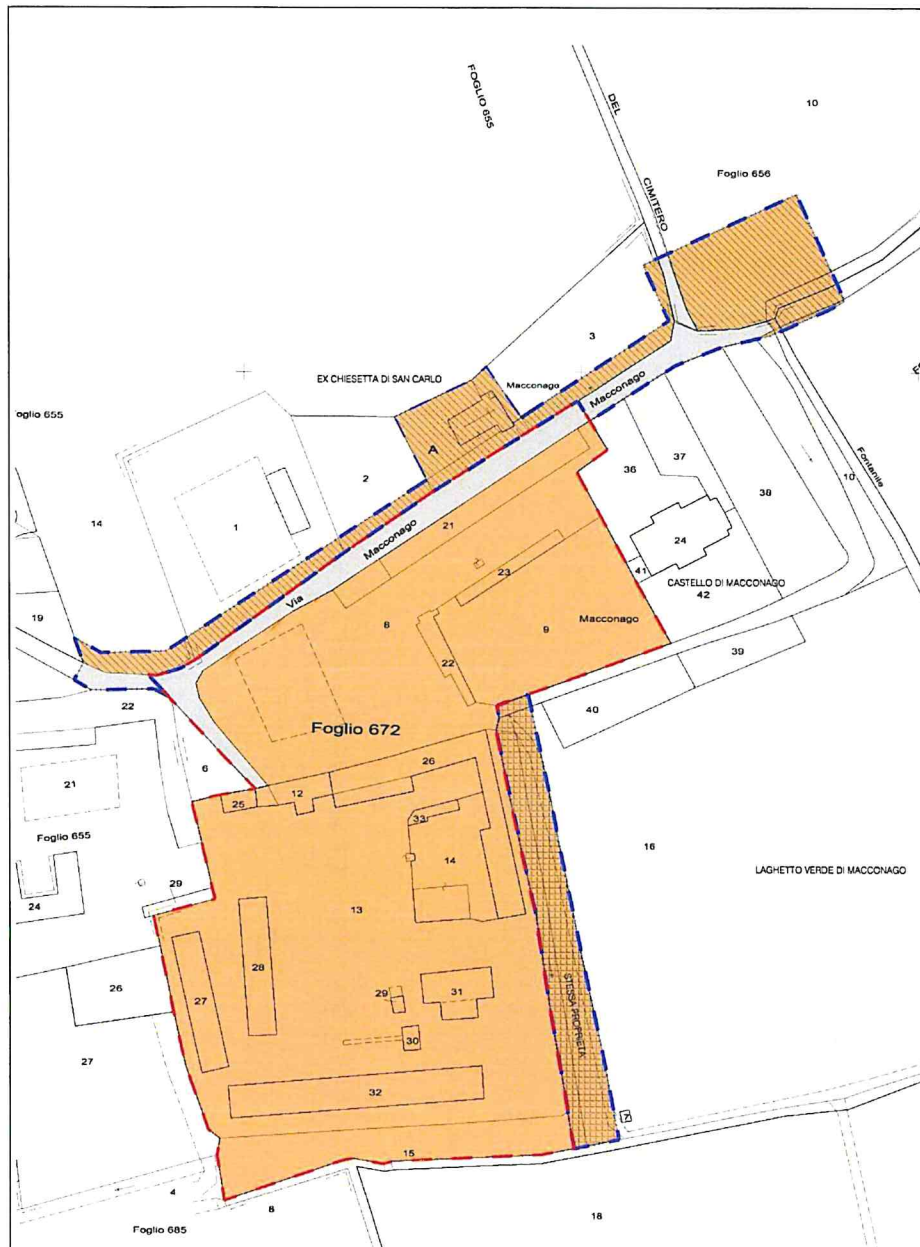 FOGLIO 655
DEL
CIMITERO
10
Foglio 656
3
EX CHIESETTA DI SAN CARLO
Macconago
Macconago
oglio 655
A
2
36
37
38
10
Fontanile
14
1
Macconago
21
24
41
CASTELLO DI MACCONAGO
42
23
Via
8
9
Macconago
19
22
39
22
40
Foglio 672
6
26
21
12
25
33
Foglio 655
14
16
LAGHETTO VERDE DI MACCONAGO
29
24
13
28
26
27
29
31
STESSA PROPRIETA'
30
27
32
15
4
8
18
Foglio 685